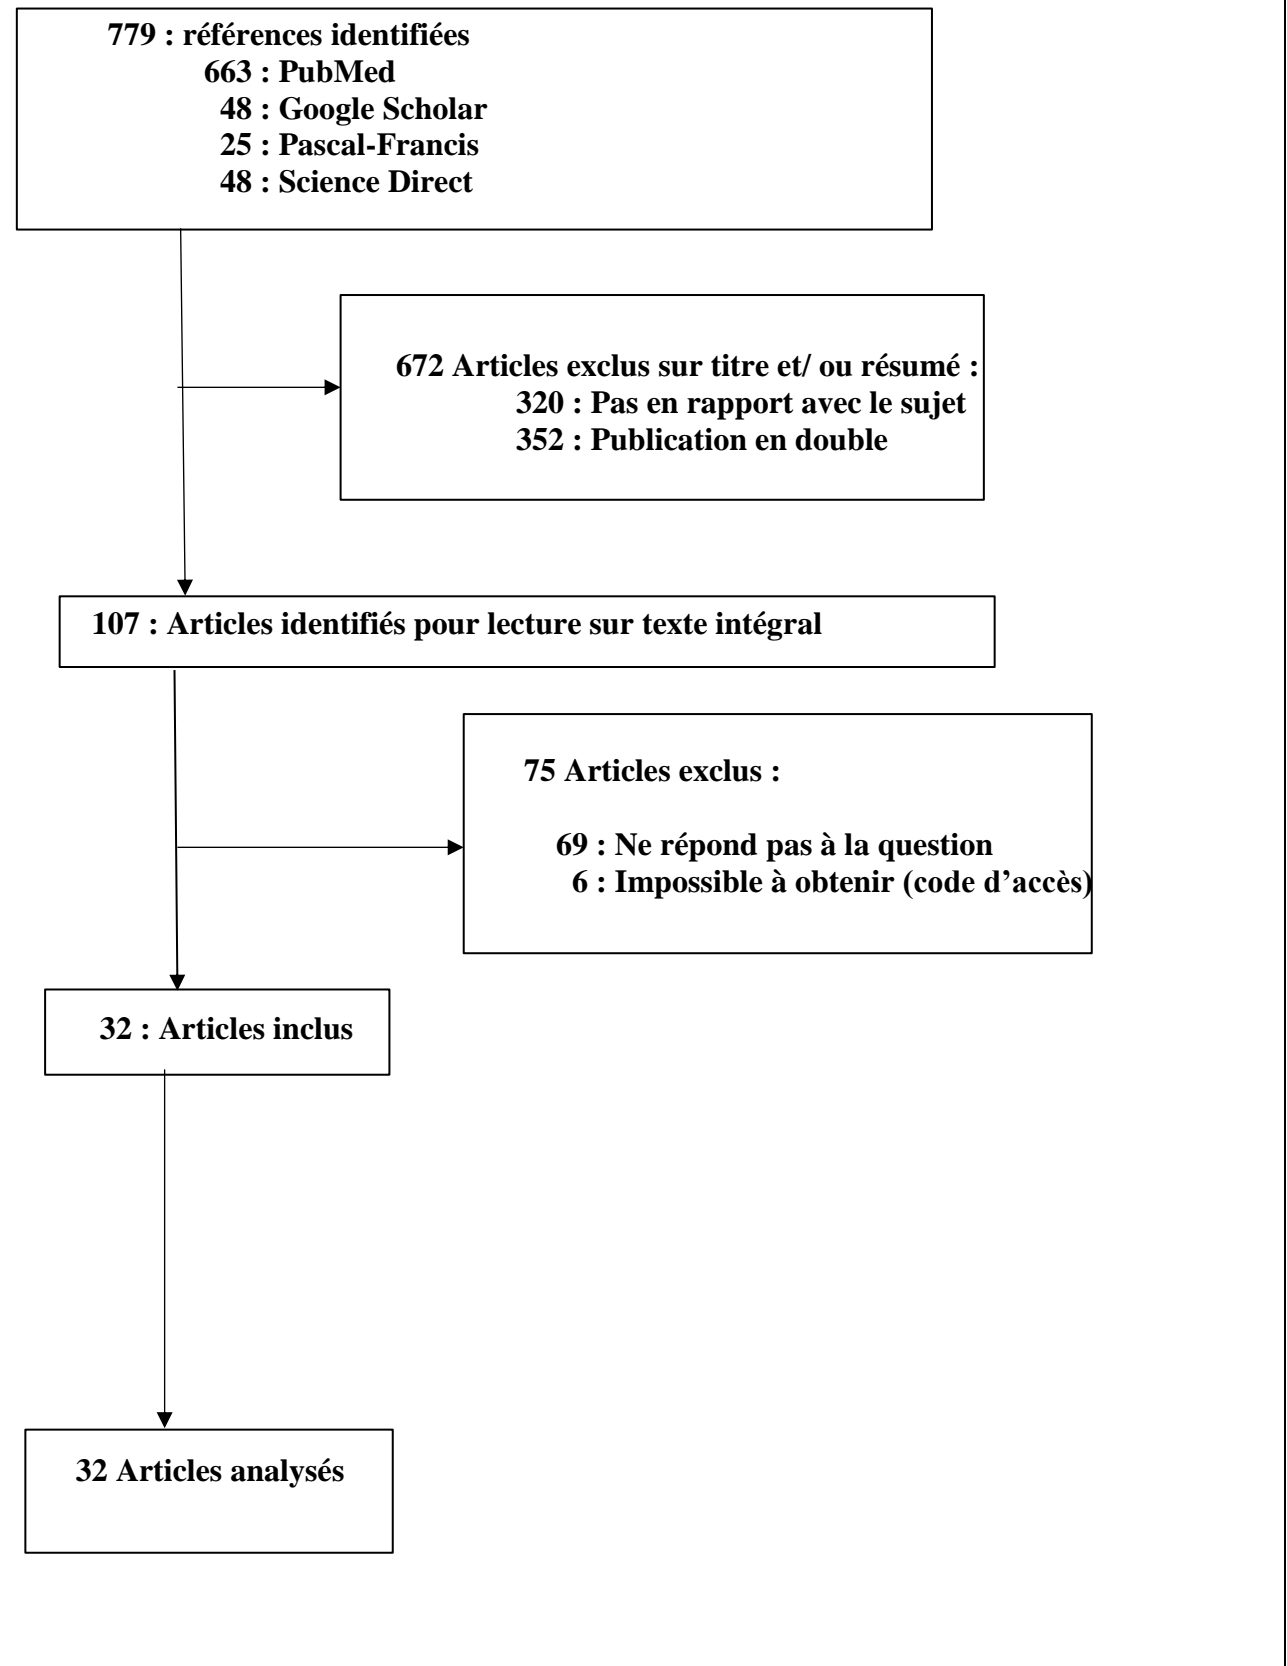 779 : références identifiées
663 : PubMed
48 : Google Scholar
25 : Pascal-Francis
48 : Science Direct
672 Articles exclus sur titre et/ ou résumé :
320 : Pas en rapport avec le sujet
352 : Publication en double
107 : Articles identifiés pour lecture sur texte intégral
75 Articles exclus :
69 : Ne répond pas à la question
6 : Impossible à obtenir (code d’accès)
32 : Articles inclus
32 Articles analysés